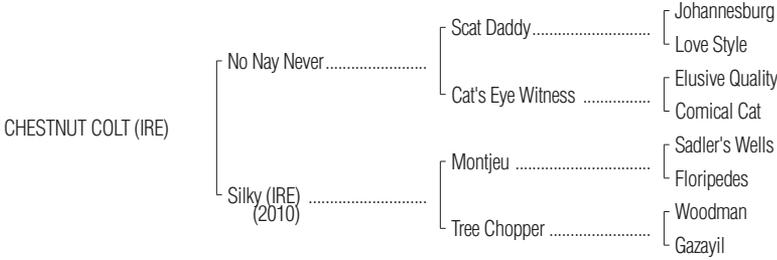 Johannesburg
Scat Daddy..............................
Love Style
No Nay Never.........................
Elusive Quality
Cat's Eye Witness .................
Comical Cat
CHESTNUT COLT (IRE)
Sadler's Wells
Montjeu ..................................
Floripedes
Silky (IRE) ..............................
(2010)
Woodman
Tree Chopper .........................
Gazayil